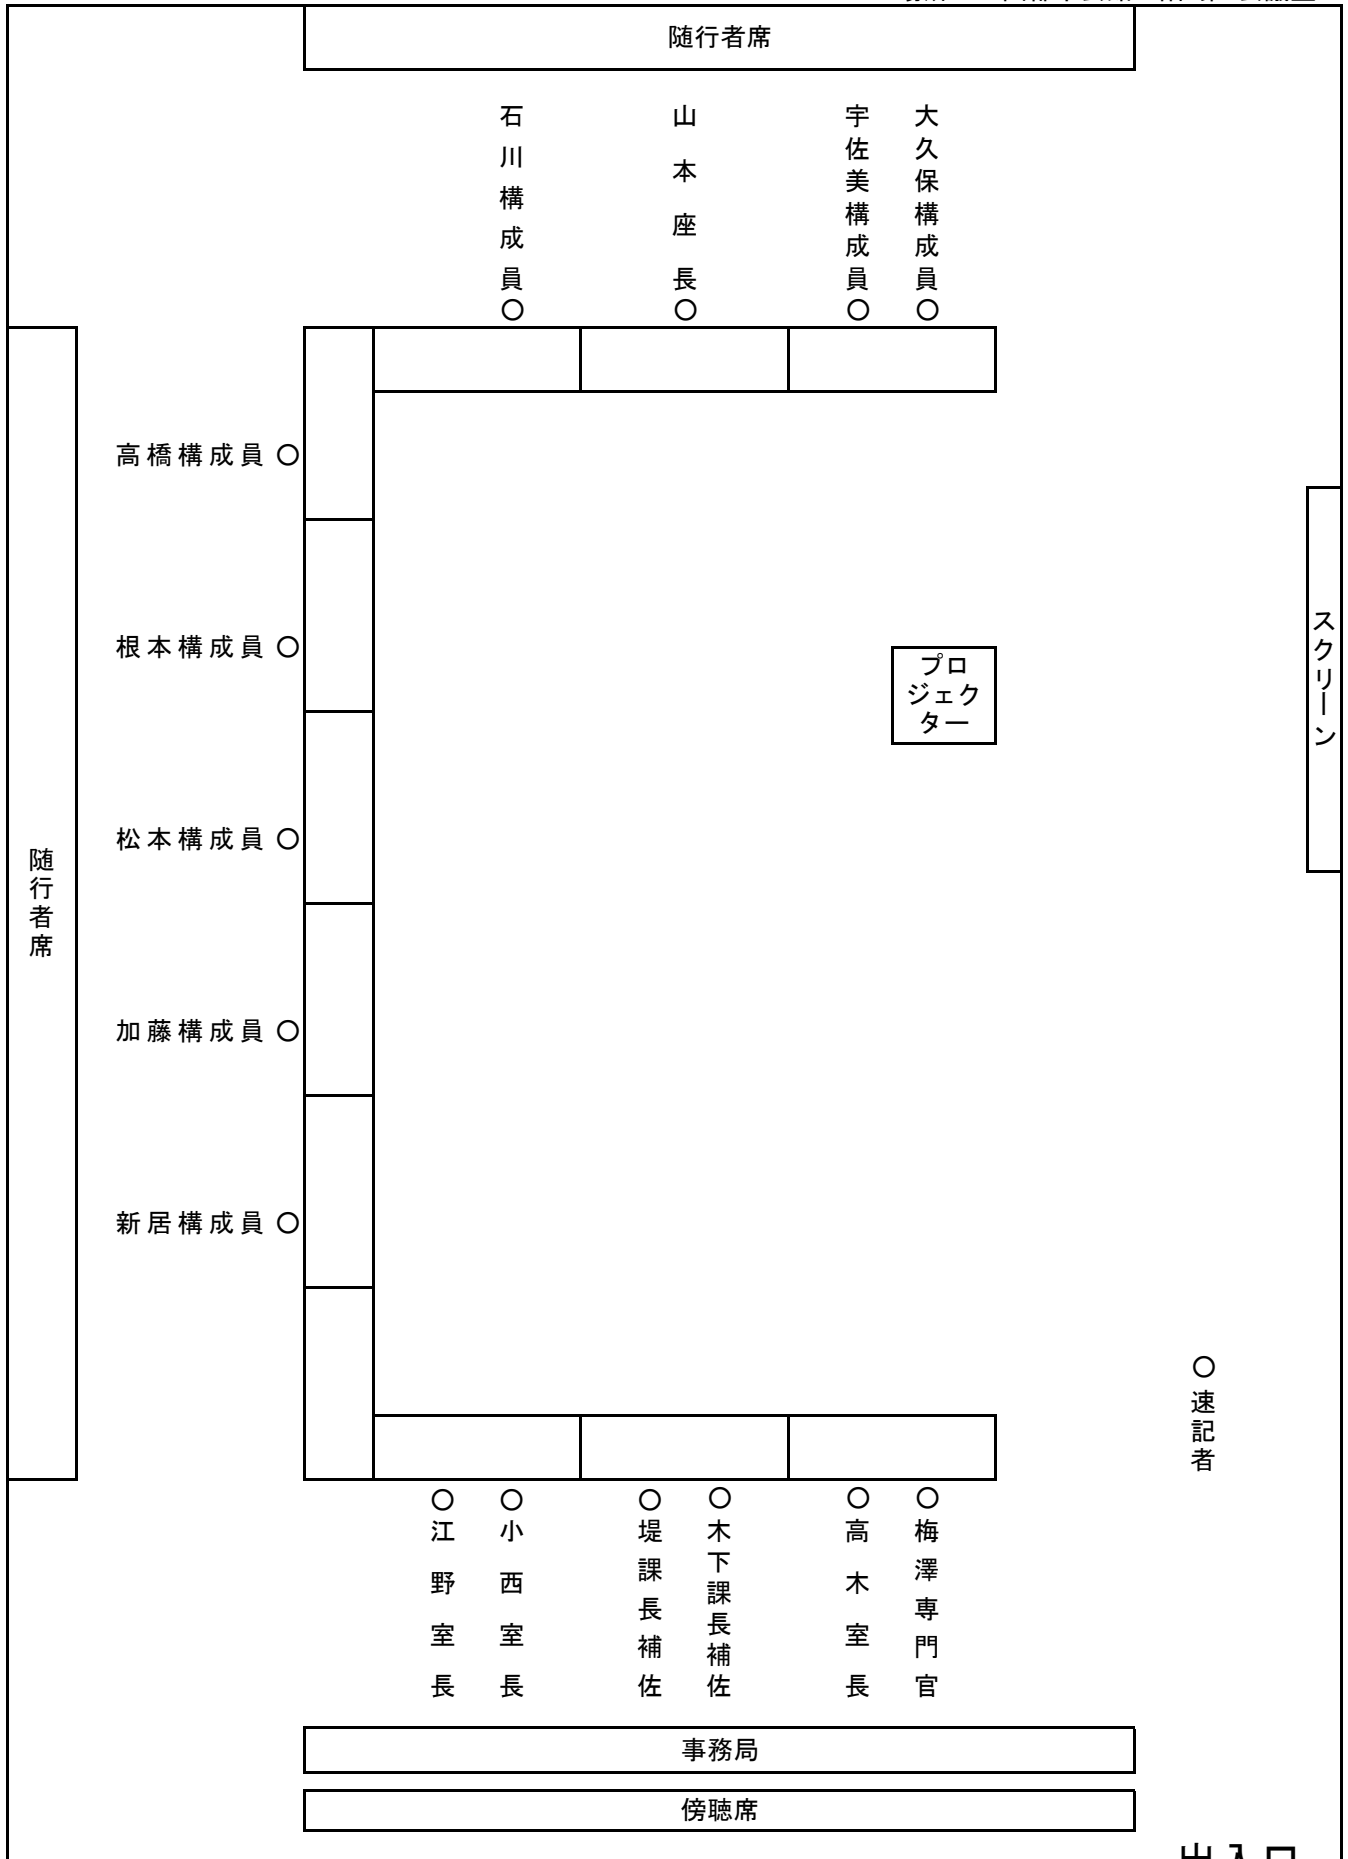 随行者席
石川構成員○
山本座長○
宇佐美構成員○
大久保構成員○
高橋構成員○
根本構成員○
松本構成員○
加藤構成員○
新居構成員○
随行者席
プロ
ジェク
ター
スクリーン
○速記者
○江野室長
○小西室長
○堤課長補佐
○木下課長補佐
○高木室長
○梅澤専門官
事務局
傍聴席
出入口